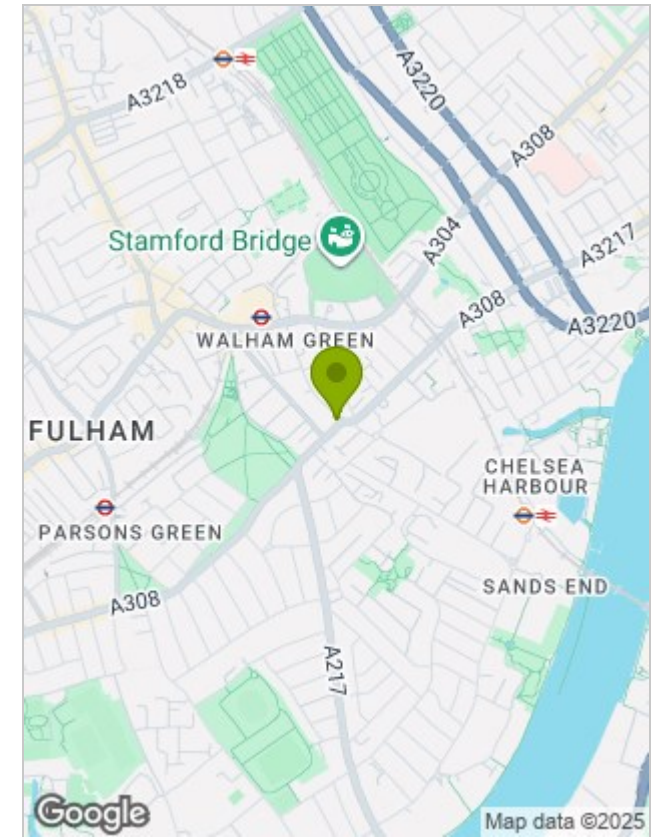 A3220
A3218
A308
Stamford Bridge
A304
A3217
A308
A3220
WALHAM GREEN
FULHAM
CHELSEA
HARBOUR
PARSONS GREEN
SANDS END
A308
A217
Google
Map data ©2025